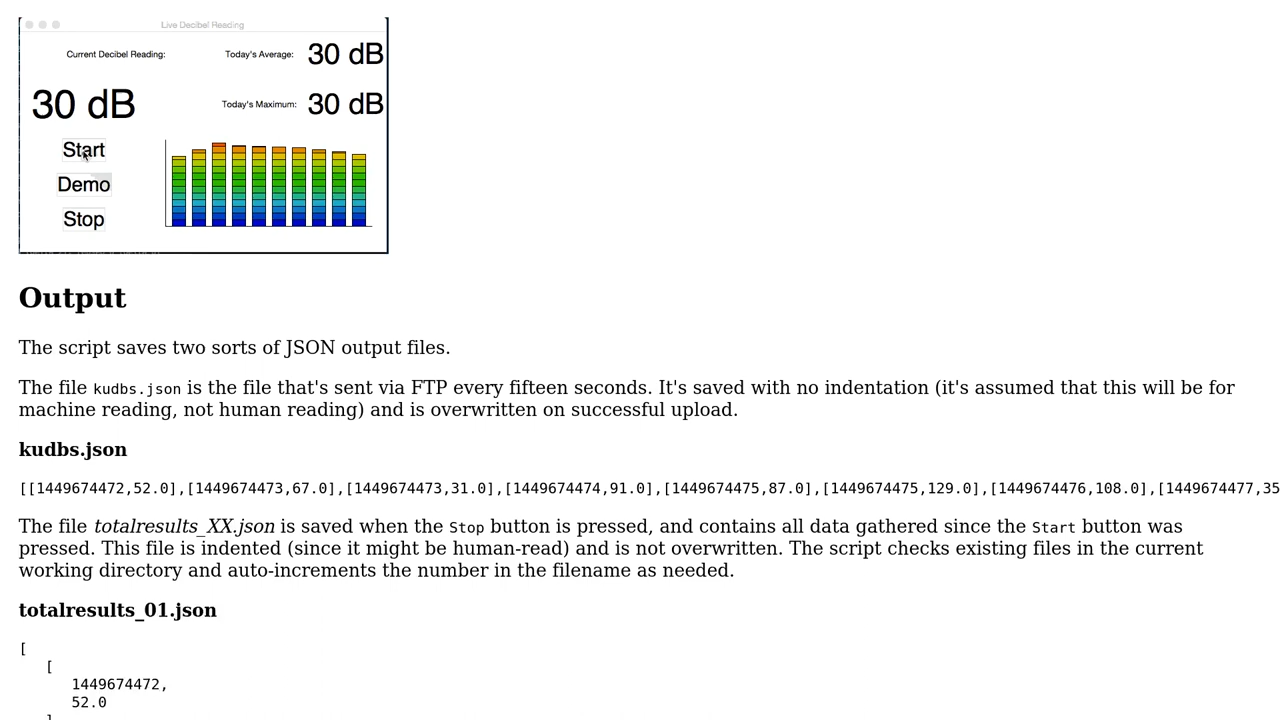 Live Decibel Reading
Current Decibel Reading:
Today's Average:
30 dB
30 dB
Today's Maximum:
30 dB
Start
Demo
Stop
Output
The script saves two sorts of JSON output files.
The file kudbs.json is the file that's sent via FTP every fifteen seconds. It's saved with no indentation (it's assumed that this will be for
machine reading, not human reading) and is overwritten on successful upload.
kudbs.json
[[1449674472,52.0],[1449674473,67.0],[1449674473,31.0],[1449674474,91.0],[1449674475,87.0],[1449674475,129.0],[1449674476,108.0],[1449674477,35
The file totalresults_XX.json is saved when the Stop button is pressed, and contains all data gathered since the Start button was
pressed. This file is indented (since it might be human-read) and is not overwritten. The script checks existing files in the current
working directory and auto-increments the number in the filename as needed.
totalresults_01.json
[
[
1449674472,
52.0
]